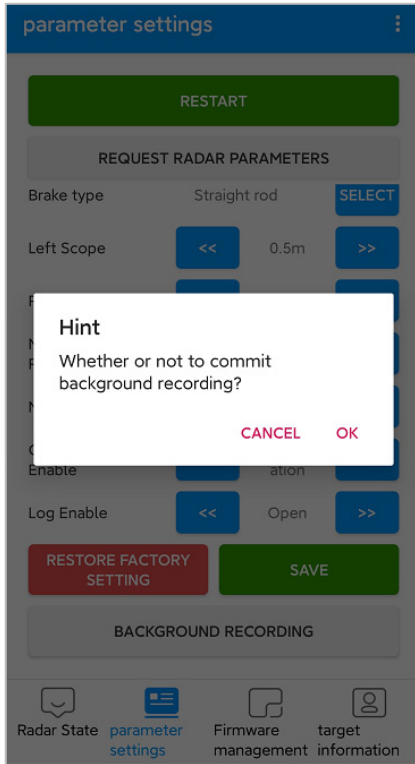 parameter settings
RESTART
REQUEST RADAR PARAMETERS
Brake type Straight rod SELECT
Left Scope << 0.5m >>
Hint
Whether or not to commit
background recording?
CANCEL OK
Enable ation
Log Enable << Open >>
RESTORE FACTORY
SETTING
SAVE
BACKGROUND RECORDING
Radar State
parameter
settings
Firmware
management
target
information